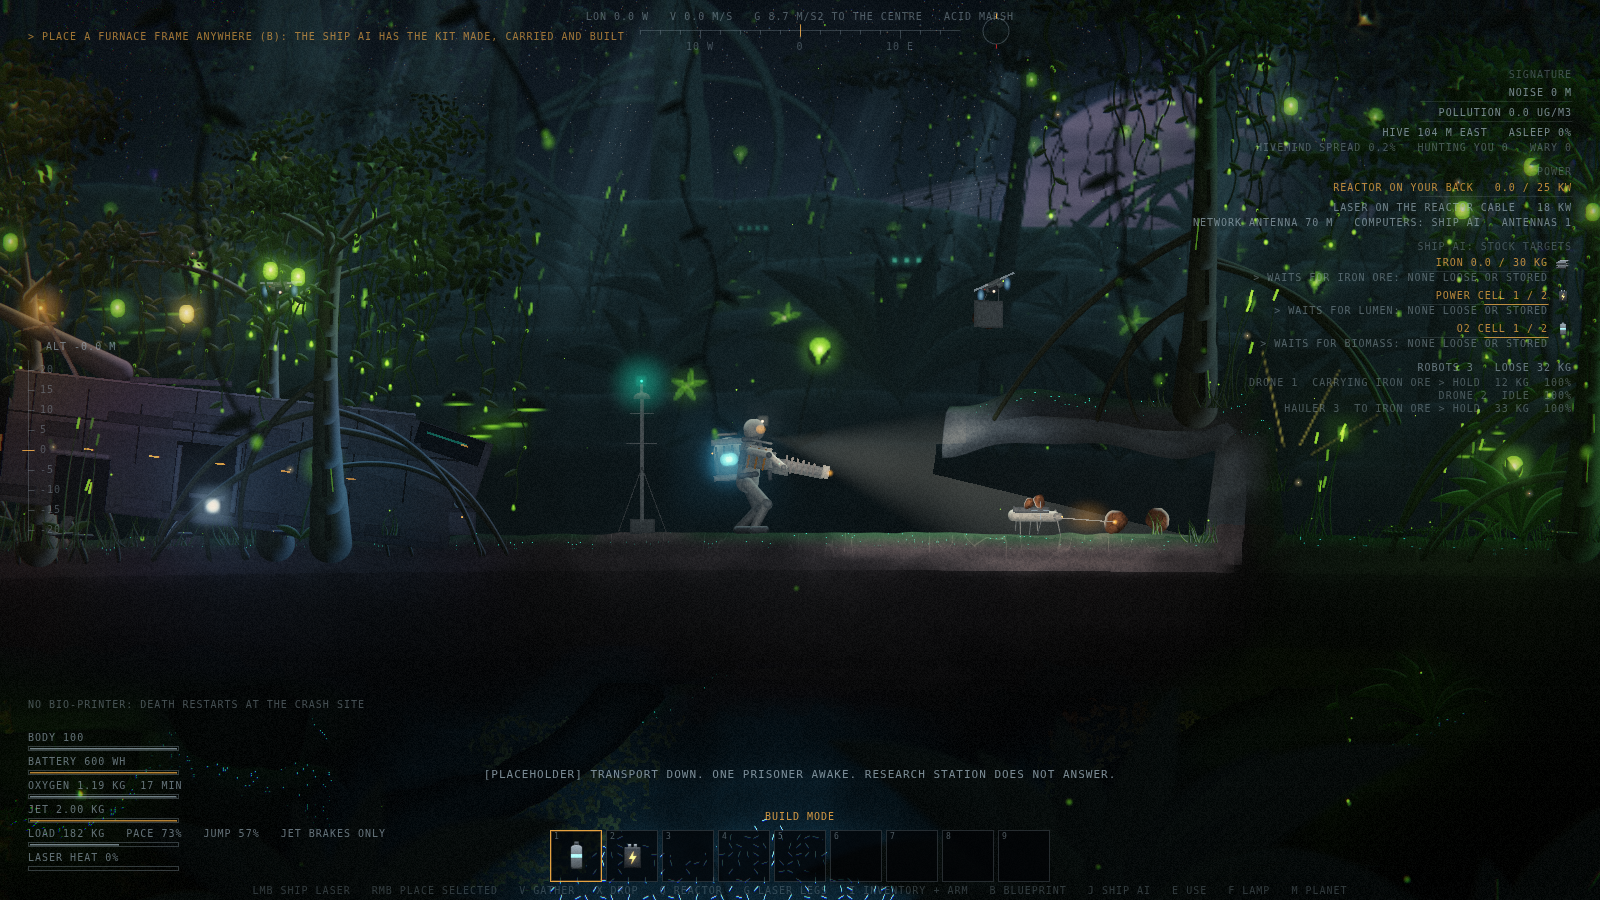 LON 0.0 W V 0.0 M/S G 8.7 M/S2 TO THE CENTRE ACID MARSH
> PLACE A FURNACE FRAME ANYWHERE (B): THE SHIP AI HAS THE KIT MADE, CARRIED AND BUILT
10 W 0 10 E
SIGNATURE
NOISE 0 M
POLLUTION 0.0 UG/M3
HIVE 104 M EAST ASLEEP 0%
HIVEMIND SPREAD 0.2% HUNTING YOU 0 WARY 0
POWER
REACTOR ON YOUR BACK 0.0 / 25 KW
LASER ON THE REACTOR CABLE 18 KW
NETWORK ANTENNA 70 M COMPUTERS: SHIP AI ANTENNAS 1
SHIP AI: STOCK TARGETS
IRON 0.0 / 30 KG
> WAITS FOR IRON ORE: NONE LOOSE OR STORED
POWER CELL 1 / 2
> WAITS FOR LUMEN: NONE LOOSE OR STORED
O2 CELL 1 / 2
> WAITS FOR BIOMASS: NONE LOOSE OR STORED
ROBOTS 3 LOOSE 32 KG
DRONE 1 CARRYING IRON ORE > HOLD 12 KG 100%
DRONE 2 IDLE 100%
HAULER 3 TO IRON ORE > HOLD 33 KG 100%
ALT -0.0 M
20
15
10
5
0
-5
-10
-15
-20
NO BIO-PRINTER: DEATH RESTARTS AT THE CRASH SITE
BODY 100
BATTERY 600 WH
OXYGEN 1.19 KG 17 MIN
JET 2.00 KG
LOAD 182 KG PACE 73% JUMP 57% JET BRAKES ONLY
LASER HEAT 0%
[PLACEHOLDER] TRANSPORT DOWN. ONE PRISONER AWAKE. RESEARCH STATION DOES NOT ANSWER.
BUILD MODE
1 2 3 4 5 6 7 8 9
LMB SHIP LASER RMB PLACE SELECTED V GATHER X DROP REACTOR G LASER LEGS INVENTORY + ARM B BLUEPRINT J SHIP AI E USE F LAMP M PLANET